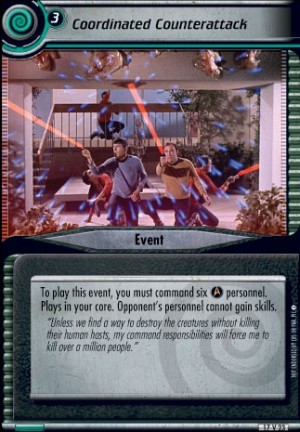 3
Coordinated Counterattack
Event
To play this event, you must command six A personnel.
Plays in your core. Opponent's personnel cannot gain skills.
"Unless we find a way to destroy the creatures without killing
their human hosts, my command responsibilities will force me to
kill over a million people."
17 V 35